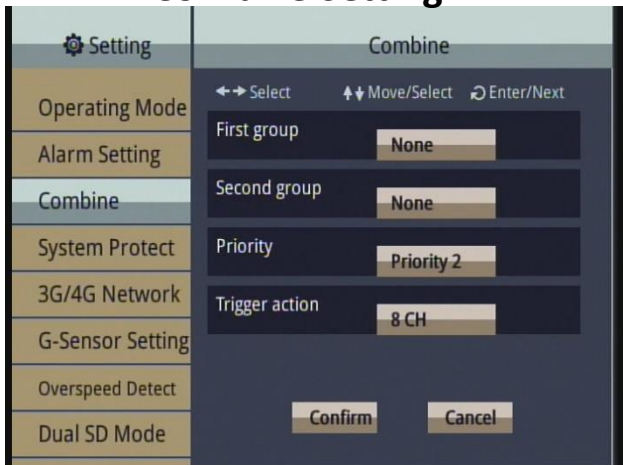 Setting
Combine
Select Move/Select Enter/Next
Operating Mode
Alarm Setting
Combine
System Protect
3G/4G Network
G-Sensor Setting
Overspeed Detect
Dual SD Mode
First group None
Second group None
Priority Priority 2
Trigger action 8 CH
Confirm Cancel